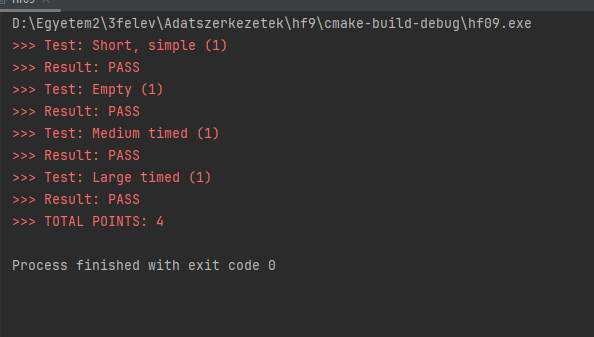 hf09
D:\Egyetem2\3felev\Adatszerkezetek\hf9\cmake-build-debug\hf09.exe
>>> Test: Short, simple (1)
>>> Result: PASS
>>> Test: Empty (1)
>>> Result: PASS
>>> Test: Medium timed (1)
>>> Result: PASS
>>> Test: Large timed (1)
>>> Result: PASS
>>> TOTAL POINTS: 4
Process finished with exit code 0